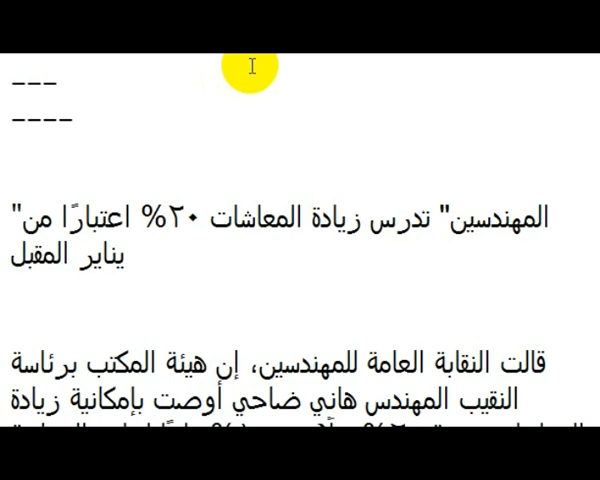 ---
----
"المهندسين" تدرس زيادة المعاشات ٢٠% اعتبارًا من
يناير المقبل
قالت النقابة العامة للمهندسين، إن هيئة المكتب برئاسة
النقيب المهندس هاني ضاحي أوصت بإمكانية زيادة